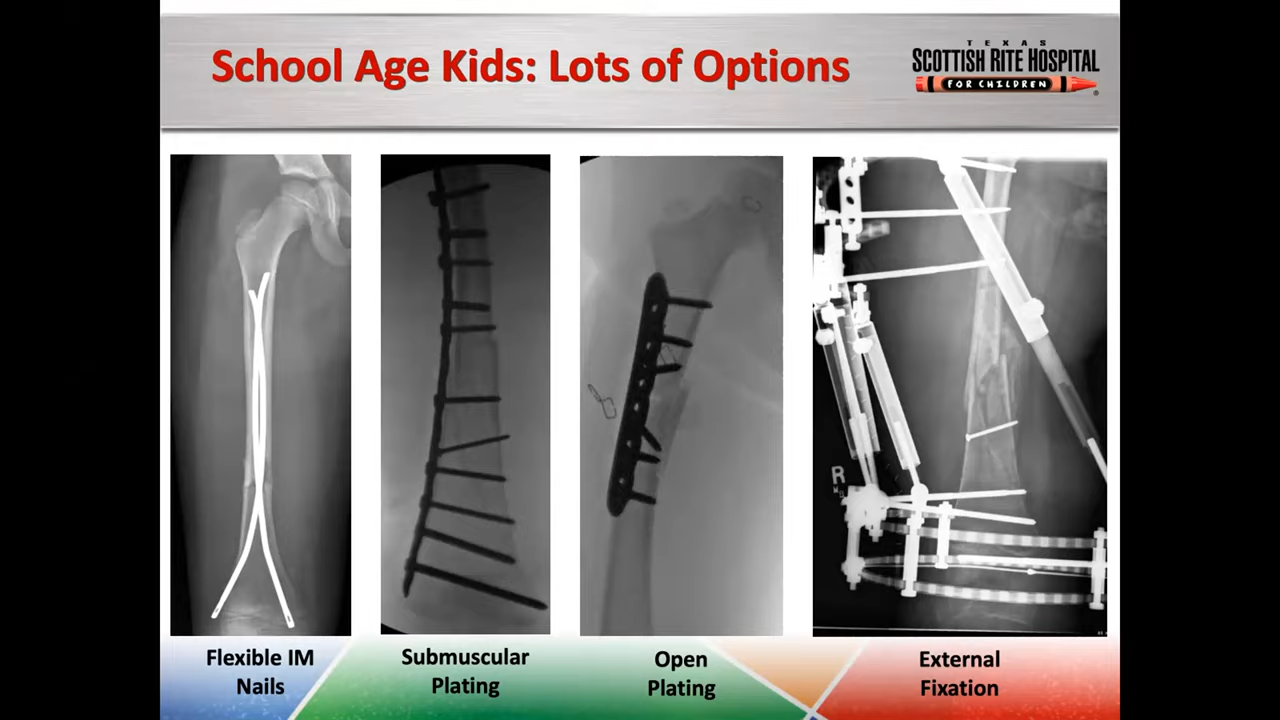 School Age Kids: Lots of Options
TEXAS
SCOTTISH RITE HOSPITAL
FOR CHILDREN
®
R
Flexible IM
Nails
Submuscular
Plating
Open
Plating
External
Fixation